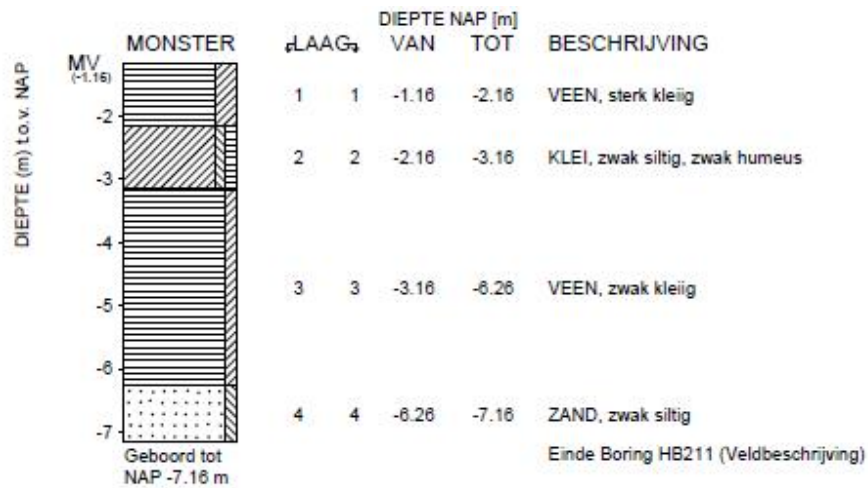 DIEPTE NAP [m]
MONSTER LAAG VAN TOT BESCHRIJVING
MV
(-1.16)
1 1 -1.16 -2.16 VEEN, sterk kleiig
-2
2 2 -2.16 -3.16 KLEI, zwak siltig, zwak humeus
-3
-4
3 3 -3.16 -6.26 VEEN, zwak kleiig
-5
-6
4 4 -6.26 -7.16 ZAND, zwak siltig
-7
Geboord tot
NAP -7.16 m
Einde Boring HB211 (Veldbeschrijving)
DIEPTE (m) t.o.v. NAP